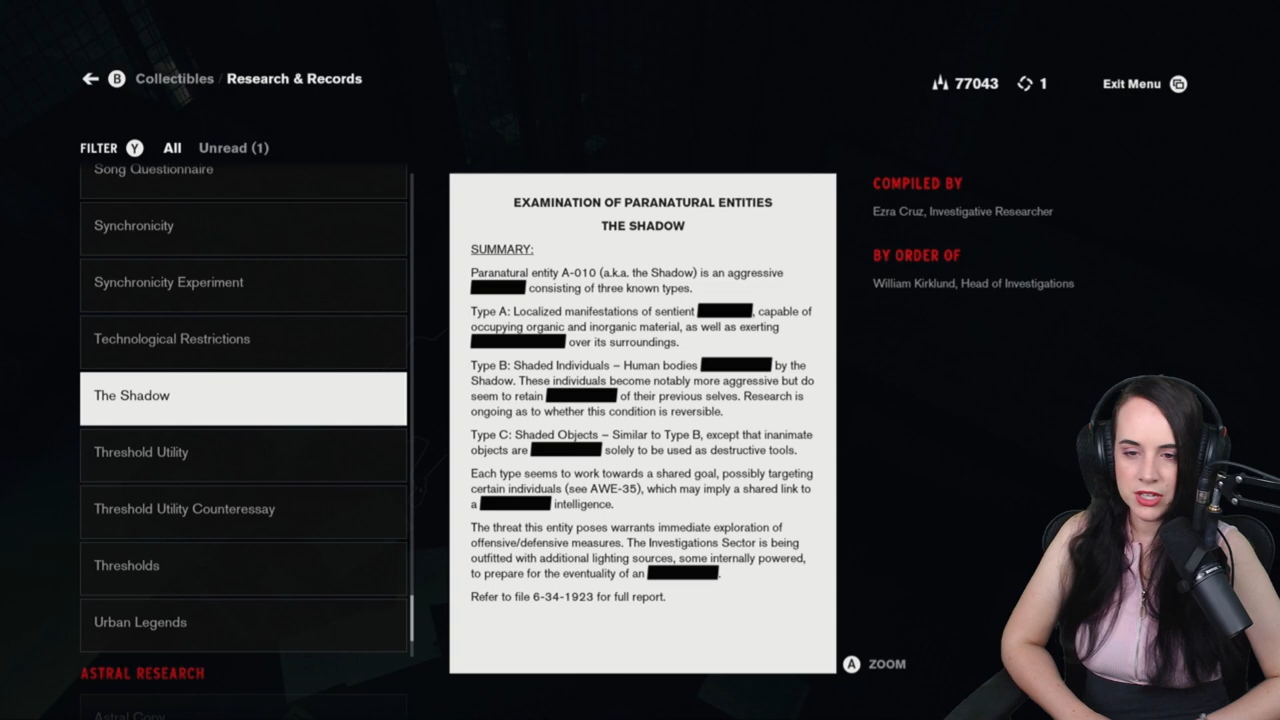 B Collectibles / Research & Records
77043
1
Exit Menu
FILTER Y All Unread (1)
Song Questionnaire
Synchronicity
Synchronicity Experiment
Technological Restrictions
The Shadow
Threshold Utility
Threshold Utility Counteressay
Thresholds
Urban Legends
ASTRAL RESEARCH
Astral Copy
EXAMINATION OF PARANATURAL ENTITIES
THE SHADOW
SUMMARY:
Paranatural entity A-010 (a.k.a. the Shadow) is an aggressive
consisting of three known types.
Type A: Localized manifestations of sentient , capable of
occupying organic and inorganic material, as well as exerting
over its surroundings.
Type B: Shaded Individuals – Human bodies by the
Shadow. These individuals become notably more aggressive but do
seem to retain of their previous selves. Research is
ongoing as to whether this condition is reversible.
Type C: Shaded Objects – Similar to Type B, except that inanimate
objects are solely to be used as destructive tools.
Each type seems to work towards a shared goal, possibly targeting
certain individuals (see AWE-35), which may imply a shared link to
a intelligence.
The threat this entity poses warrants immediate exploration of
offensive/defensive measures. The Investigations Sector is being
outfitted with additional lighting sources, some internally powered,
to prepare for the eventuality of an .
Refer to file 6-34-1923 for full report.
A ZOOM
COMPILED BY
Ezra Cruz, Investigative Researcher
BY ORDER OF
William Kirklund, Head of Investigations